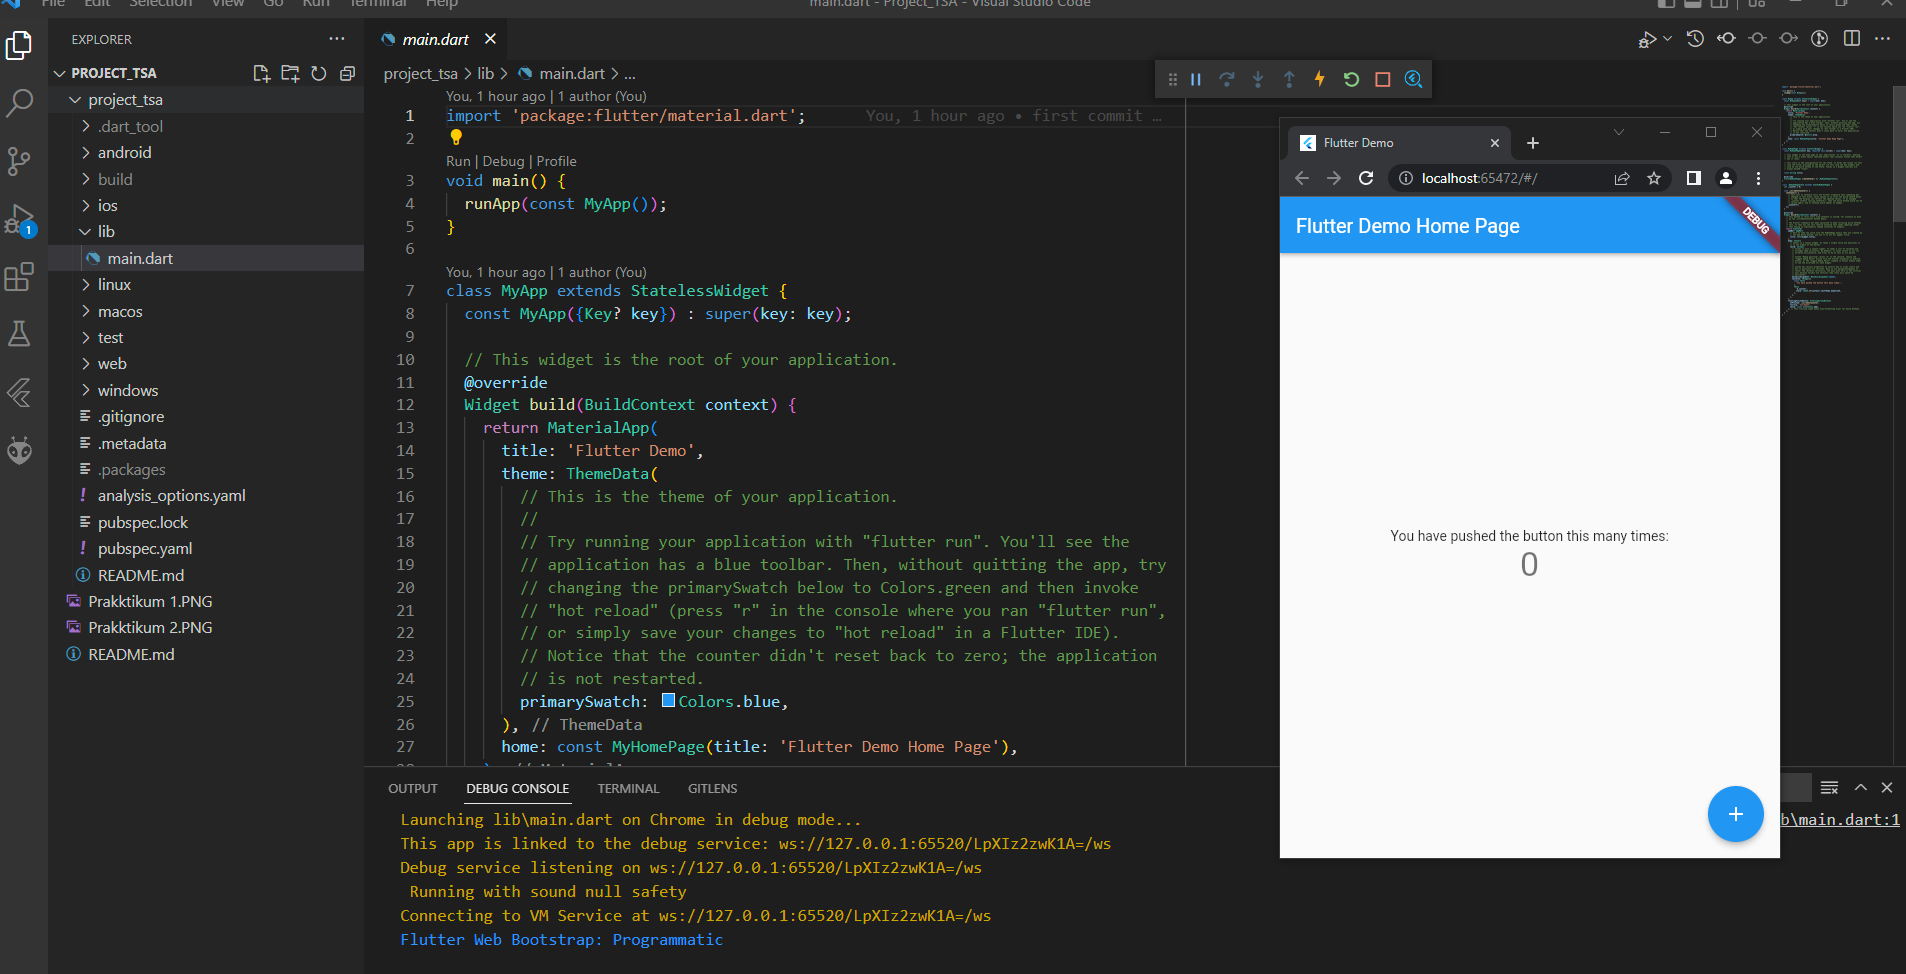 File Edit Selection View Go Run Terminal Help
main.dart - Project_TSA - Visual Studio Code
EXPLORER
PROJECT_TSA
project_tsa
.dart_tool
android
build
ios
lib
main.dart
linux
macos
test
web
windows
.gitignore
.metadata
.packages
analysis_options.yaml
pubspec.lock
pubspec.yaml
README.md
Prakktikum 1.PNG
Prakktikum 2.PNG
README.md
1
main.dart
project_tsa > lib > main.dart > ...
You, 1 hour ago | 1 author (You)
1 import 'package:flutter/material.dart'; You, 1 hour ago • first commit …
2
Run | Debug | Profile
3 void main() {
4 runApp(const MyApp());
5 }
6
You, 1 hour ago | 1 author (You)
7 class MyApp extends StatelessWidget {
8 const MyApp({Key? key}) : super(key: key);
9
10 // This widget is the root of your application.
11 @override
12 Widget build(BuildContext context) {
13 return MaterialApp(
14 title: 'Flutter Demo',
15 theme: ThemeData(
16 // This is the theme of your application.
17 //
18 // Try running your application with "flutter run". You'll see the
19 // application has a blue toolbar. Then, without quitting the app, try
20 // changing the primarySwatch below to Colors.green and then invoke
21 // "hot reload" (press "r" in the console where you ran "flutter run",
22 // or simply save your changes to "hot reload" in a Flutter IDE).
23 // Notice that the counter didn't reset back to zero; the application
24 // is not restarted.
25 primarySwatch: Colors.blue,
26 ), // ThemeData
27 home: const MyHomePage(title: 'Flutter Demo Home Page'),
Flutter Demo
localhost:65472/#/
Flutter Demo Home Page
DEBUG
You have pushed the button this many times:
0
OUTPUT DEBUG CONSOLE TERMINAL GITLENS
Launching lib\main.dart on Chrome in debug mode...
b\main.dart:1
This app is linked to the debug service: ws://127.0.0.1:65520/LpXIz2zwK1A=/ws
Debug service listening on ws://127.0.0.1:65520/LpXIz2zwK1A=/ws
Running with sound null safety
Connecting to VM Service at ws://127.0.0.1:65520/LpXIz2zwK1A=/ws
Flutter Web Bootstrap: Programmatic